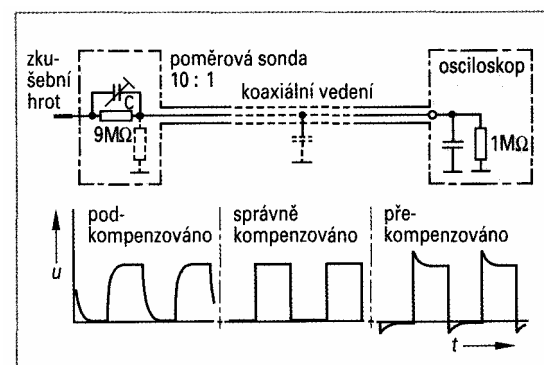 zku-
šební
hrot
poměrová sonda
10 : 1
koaxiální vedení
osciloskop
C
9MΩ
1MΩ
u
pod-
kompenzováno
správně
kompenzováno
pře-
kompenzováno
t